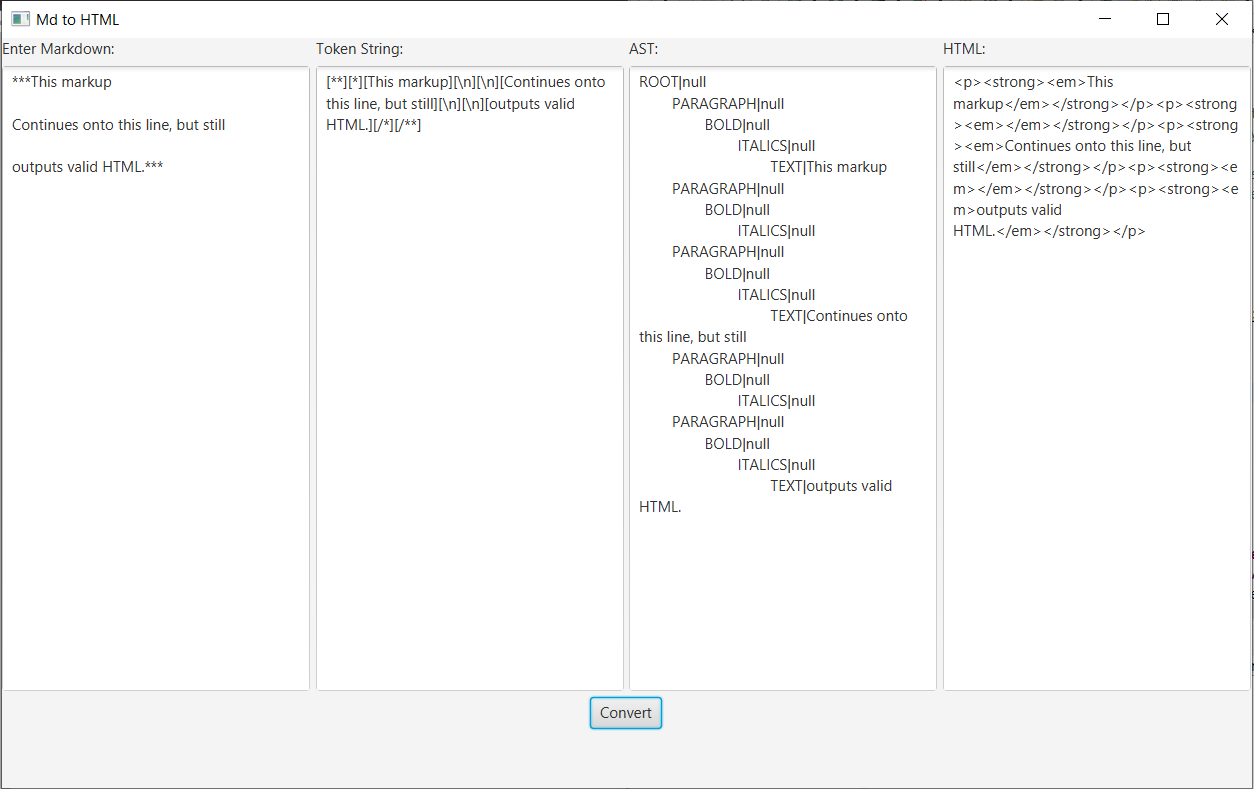 Md to HTML
Enter Markdown:
***This markup
Continues onto this line, but still
outputs valid HTML.***
Token String:
[**][*][This markup][\n][\n][Continues onto
this line, but still][\n][\n][outputs valid
HTML.][/*][/**]
AST:
ROOT|null
PARAGRAPH|null
BOLD|null
ITALICS|null
TEXT|This markup
PARAGRAPH|null
BOLD|null
ITALICS|null
PARAGRAPH|null
BOLD|null
ITALICS|null
TEXT|Continues onto
this line, but still
PARAGRAPH|null
BOLD|null
ITALICS|null
PARAGRAPH|null
BOLD|null
ITALICS|null
TEXT|outputs valid
HTML.
HTML:
<p><strong><em>This
markup</em></strong></p><p><strong
><em></em></strong></p><p><strong
><em>Continues onto this line, but
still</em></strong></p><p><strong><e
m></em></strong></p><p><strong><e
m>outputs valid
HTML.</em></strong></p>
Convert